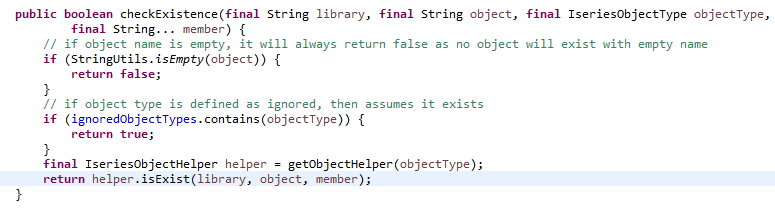 public boolean checkExistence(final String library, final String object, final IseriesObjectType objectType,
        final String... member) {
    // if object name is empty, it will always return false as no object will exist with empty name
    if (StringUtils.isEmpty(object)) {
        return false;
    }
    // if object type is defined as ignored, then assumes it exists
    if (ignoredObjectTypes.contains(objectType)) {
        return true;
    }
    final IseriesObjectHelper helper = getObjectHelper(objectType);
    return helper.isExist(library, object, member);
}